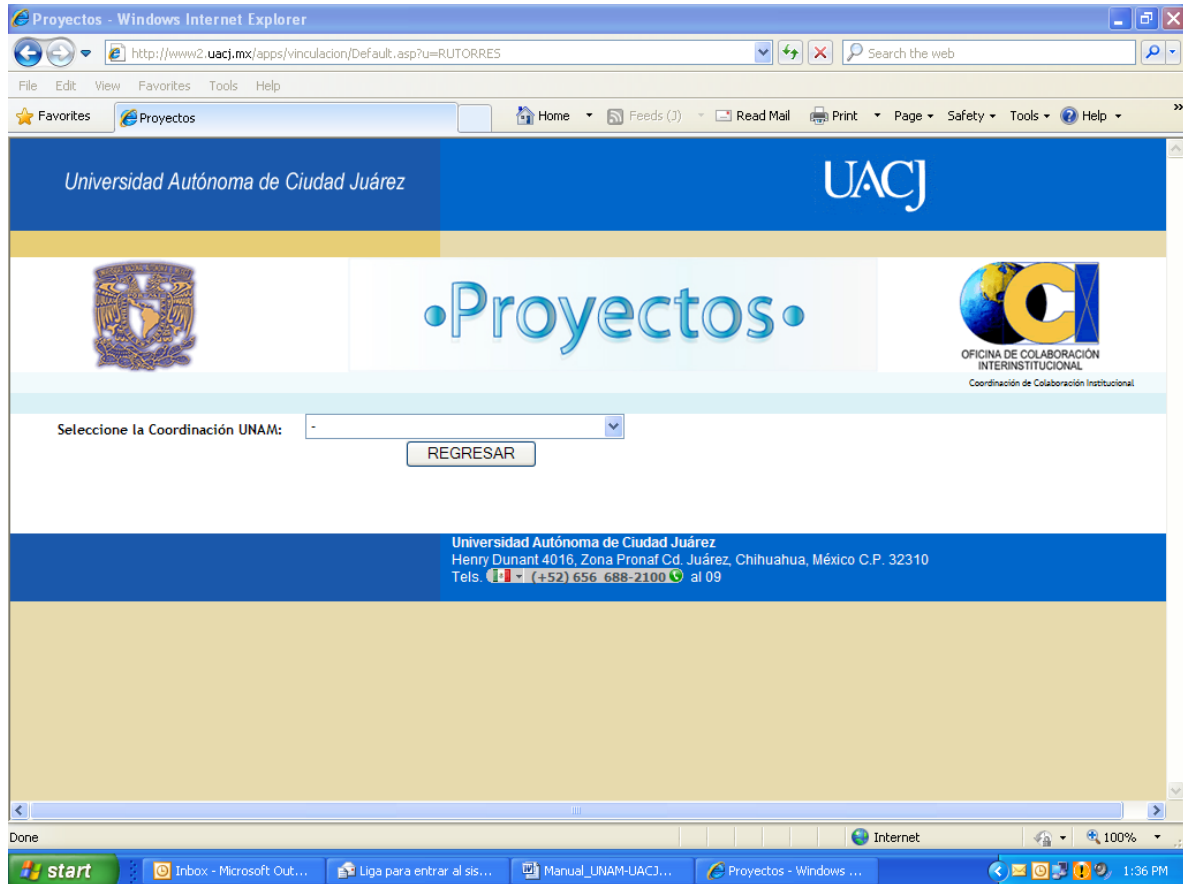 Proyectos - Windows Internet Explorer
http://www2.uacj.mx/apps/vinculacion/Default.asp?u=RUTORRES
Search the web
File Edit View Favorites Tools Help
Favorites Proyectos Home Feeds (J) Read Mail Print Page Safety Tools Help »
Universidad Autónoma de Ciudad Juárez
UACJ
•Proyectos•
OFICINA DE COLABORACIÓN
INTERINSTITUCIONAL
Coordinación de Colaboración Institucional
Seleccione la Coordinación UNAM: -
REGRESAR
Universidad Autónoma de Ciudad Juárez
Henry Dunant 4016, Zona Pronaf Cd. Juárez, Chihuahua, México C.P. 32310
Tels. (+52) 656 688-2100 al 09
Done Internet 100%
start Inbox - Microsoft Out... Liga para entrar al sis... Manual_UNAM-UACJ... Proyectos - Windows ... 1:36 PM